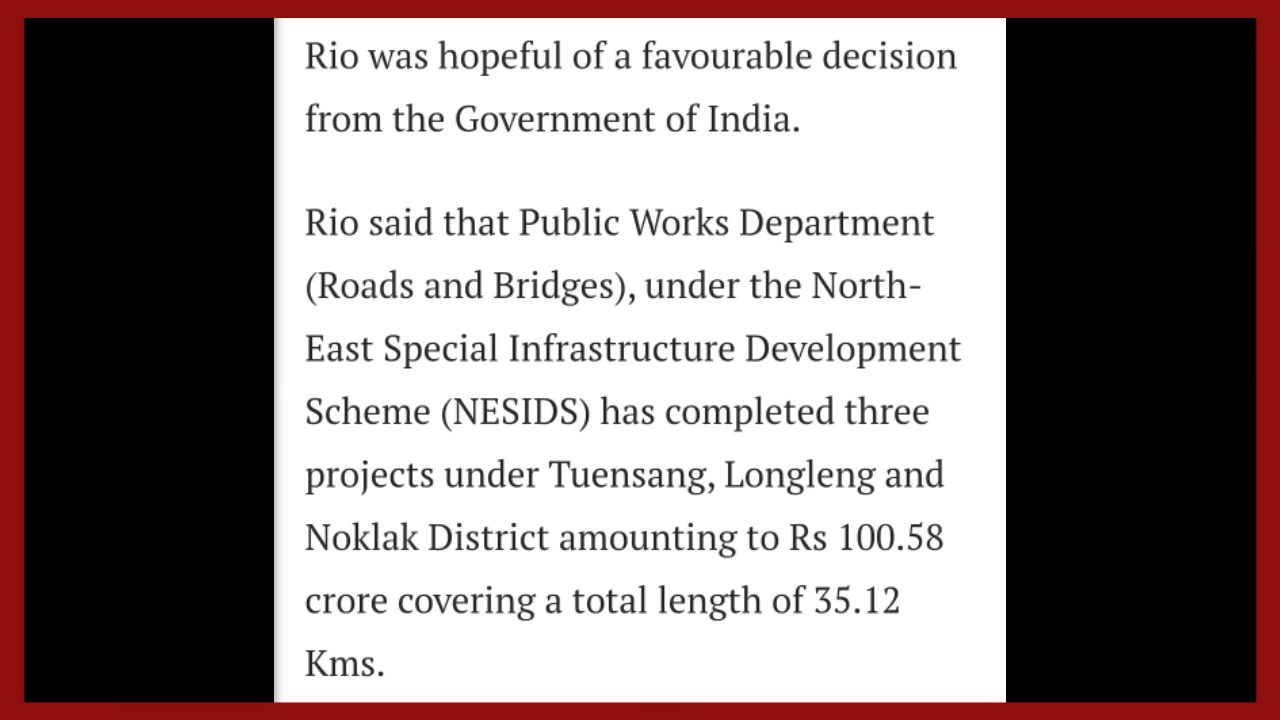 Rio was hopeful of a favourable decision
from the Government of India.
Rio said that Public Works Department
(Roads and Bridges), under the North-
East Special Infrastructure Development
Scheme (NESIDS) has completed three
projects under Tuensang, Longleng and
Noklak District amounting to Rs 100.58
crore covering a total length of 35.12
Kms.